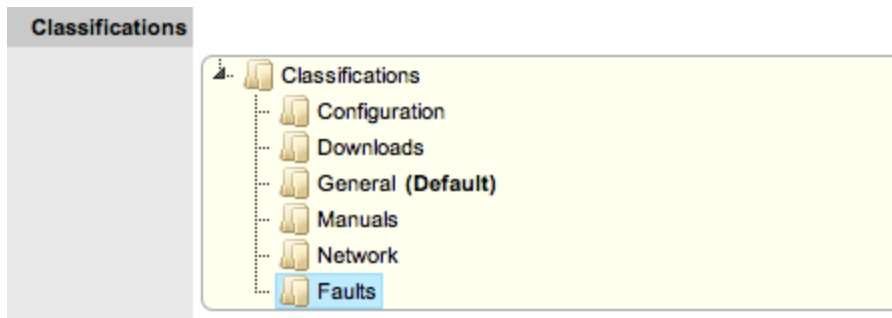 Classifications
Classifications
Configuration
Downloads
General (Default)
Manuals
Network
Faults